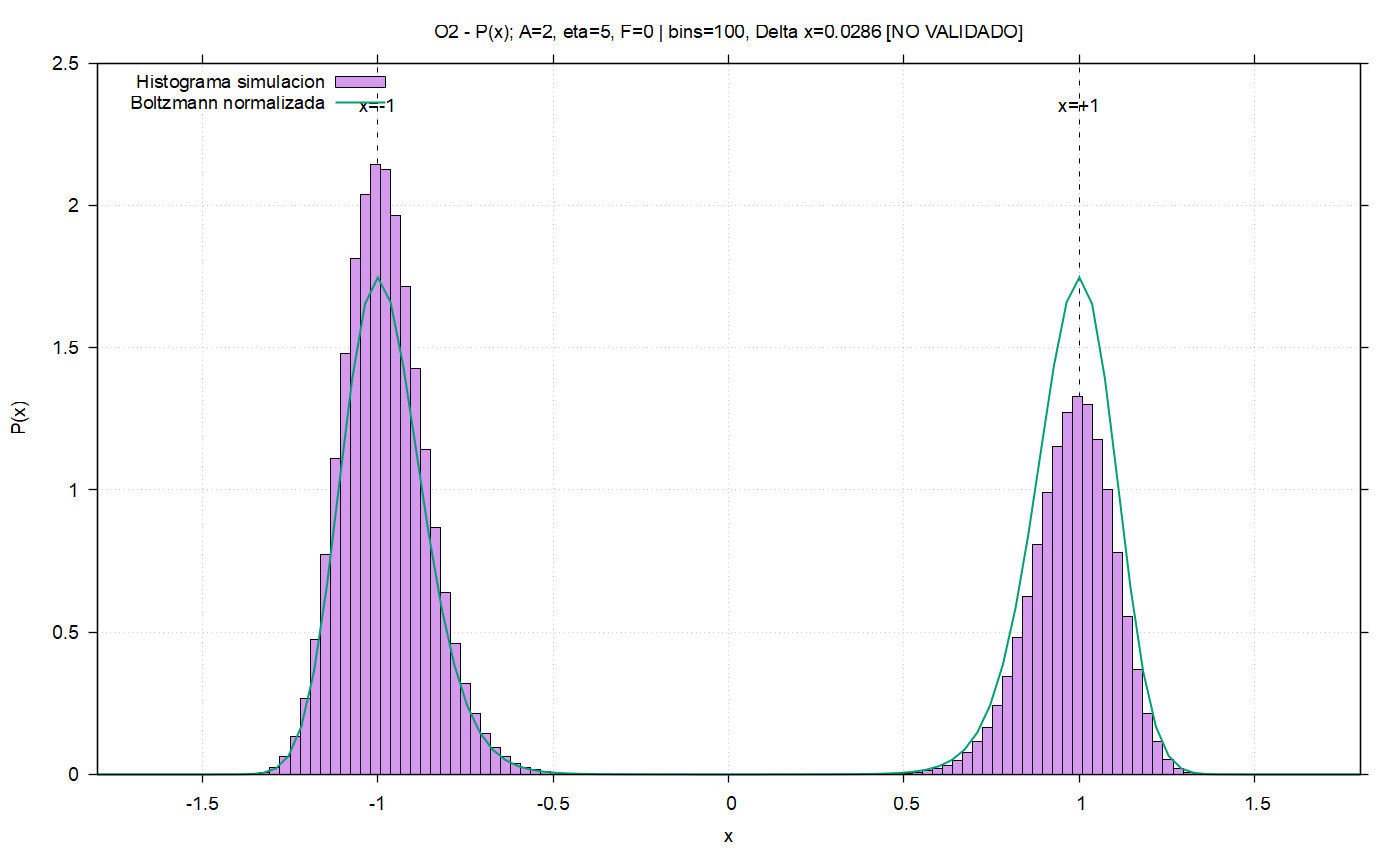 O2 - P(x); A=2, eta=5, F=0 | bins=100, Delta x=0.0286 [NO VALIDADO]
Histograma simulacion
Boltzmann normalizada
x=-1
x=+1
P(x)
2.5
2
1.5
1
0.5
0
-1.5
-1
-0.5
0
0.5
1
1.5
x